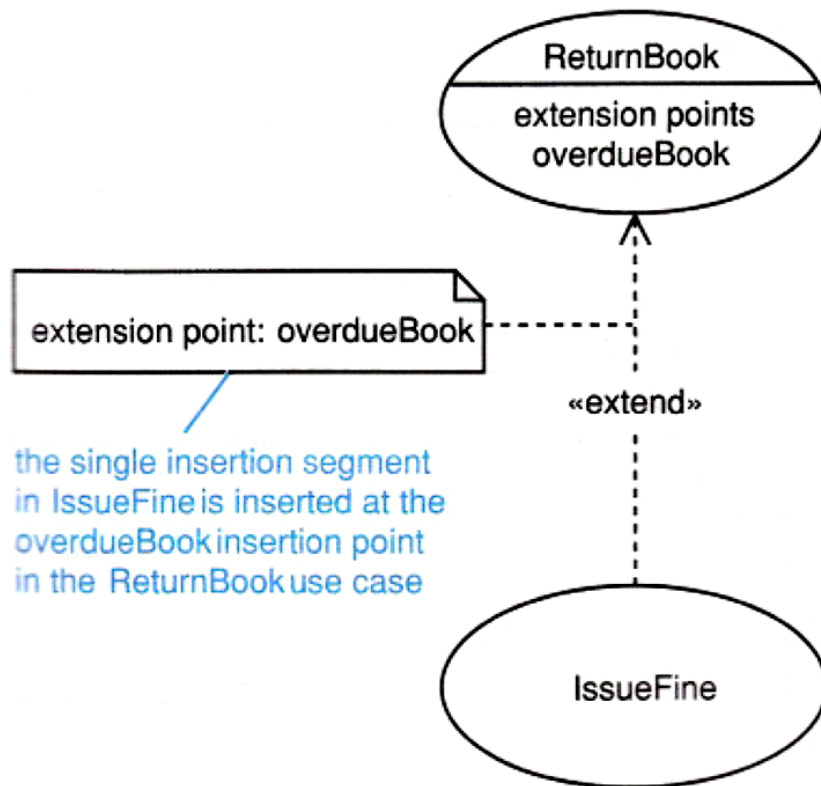 ReturnBook
extension points
overdueBook
extension point: overdueBook
«extend»
the single insertion segment
in IssueFine is inserted at the
overdueBook insertion point
in the ReturnBook use case
IssueFine